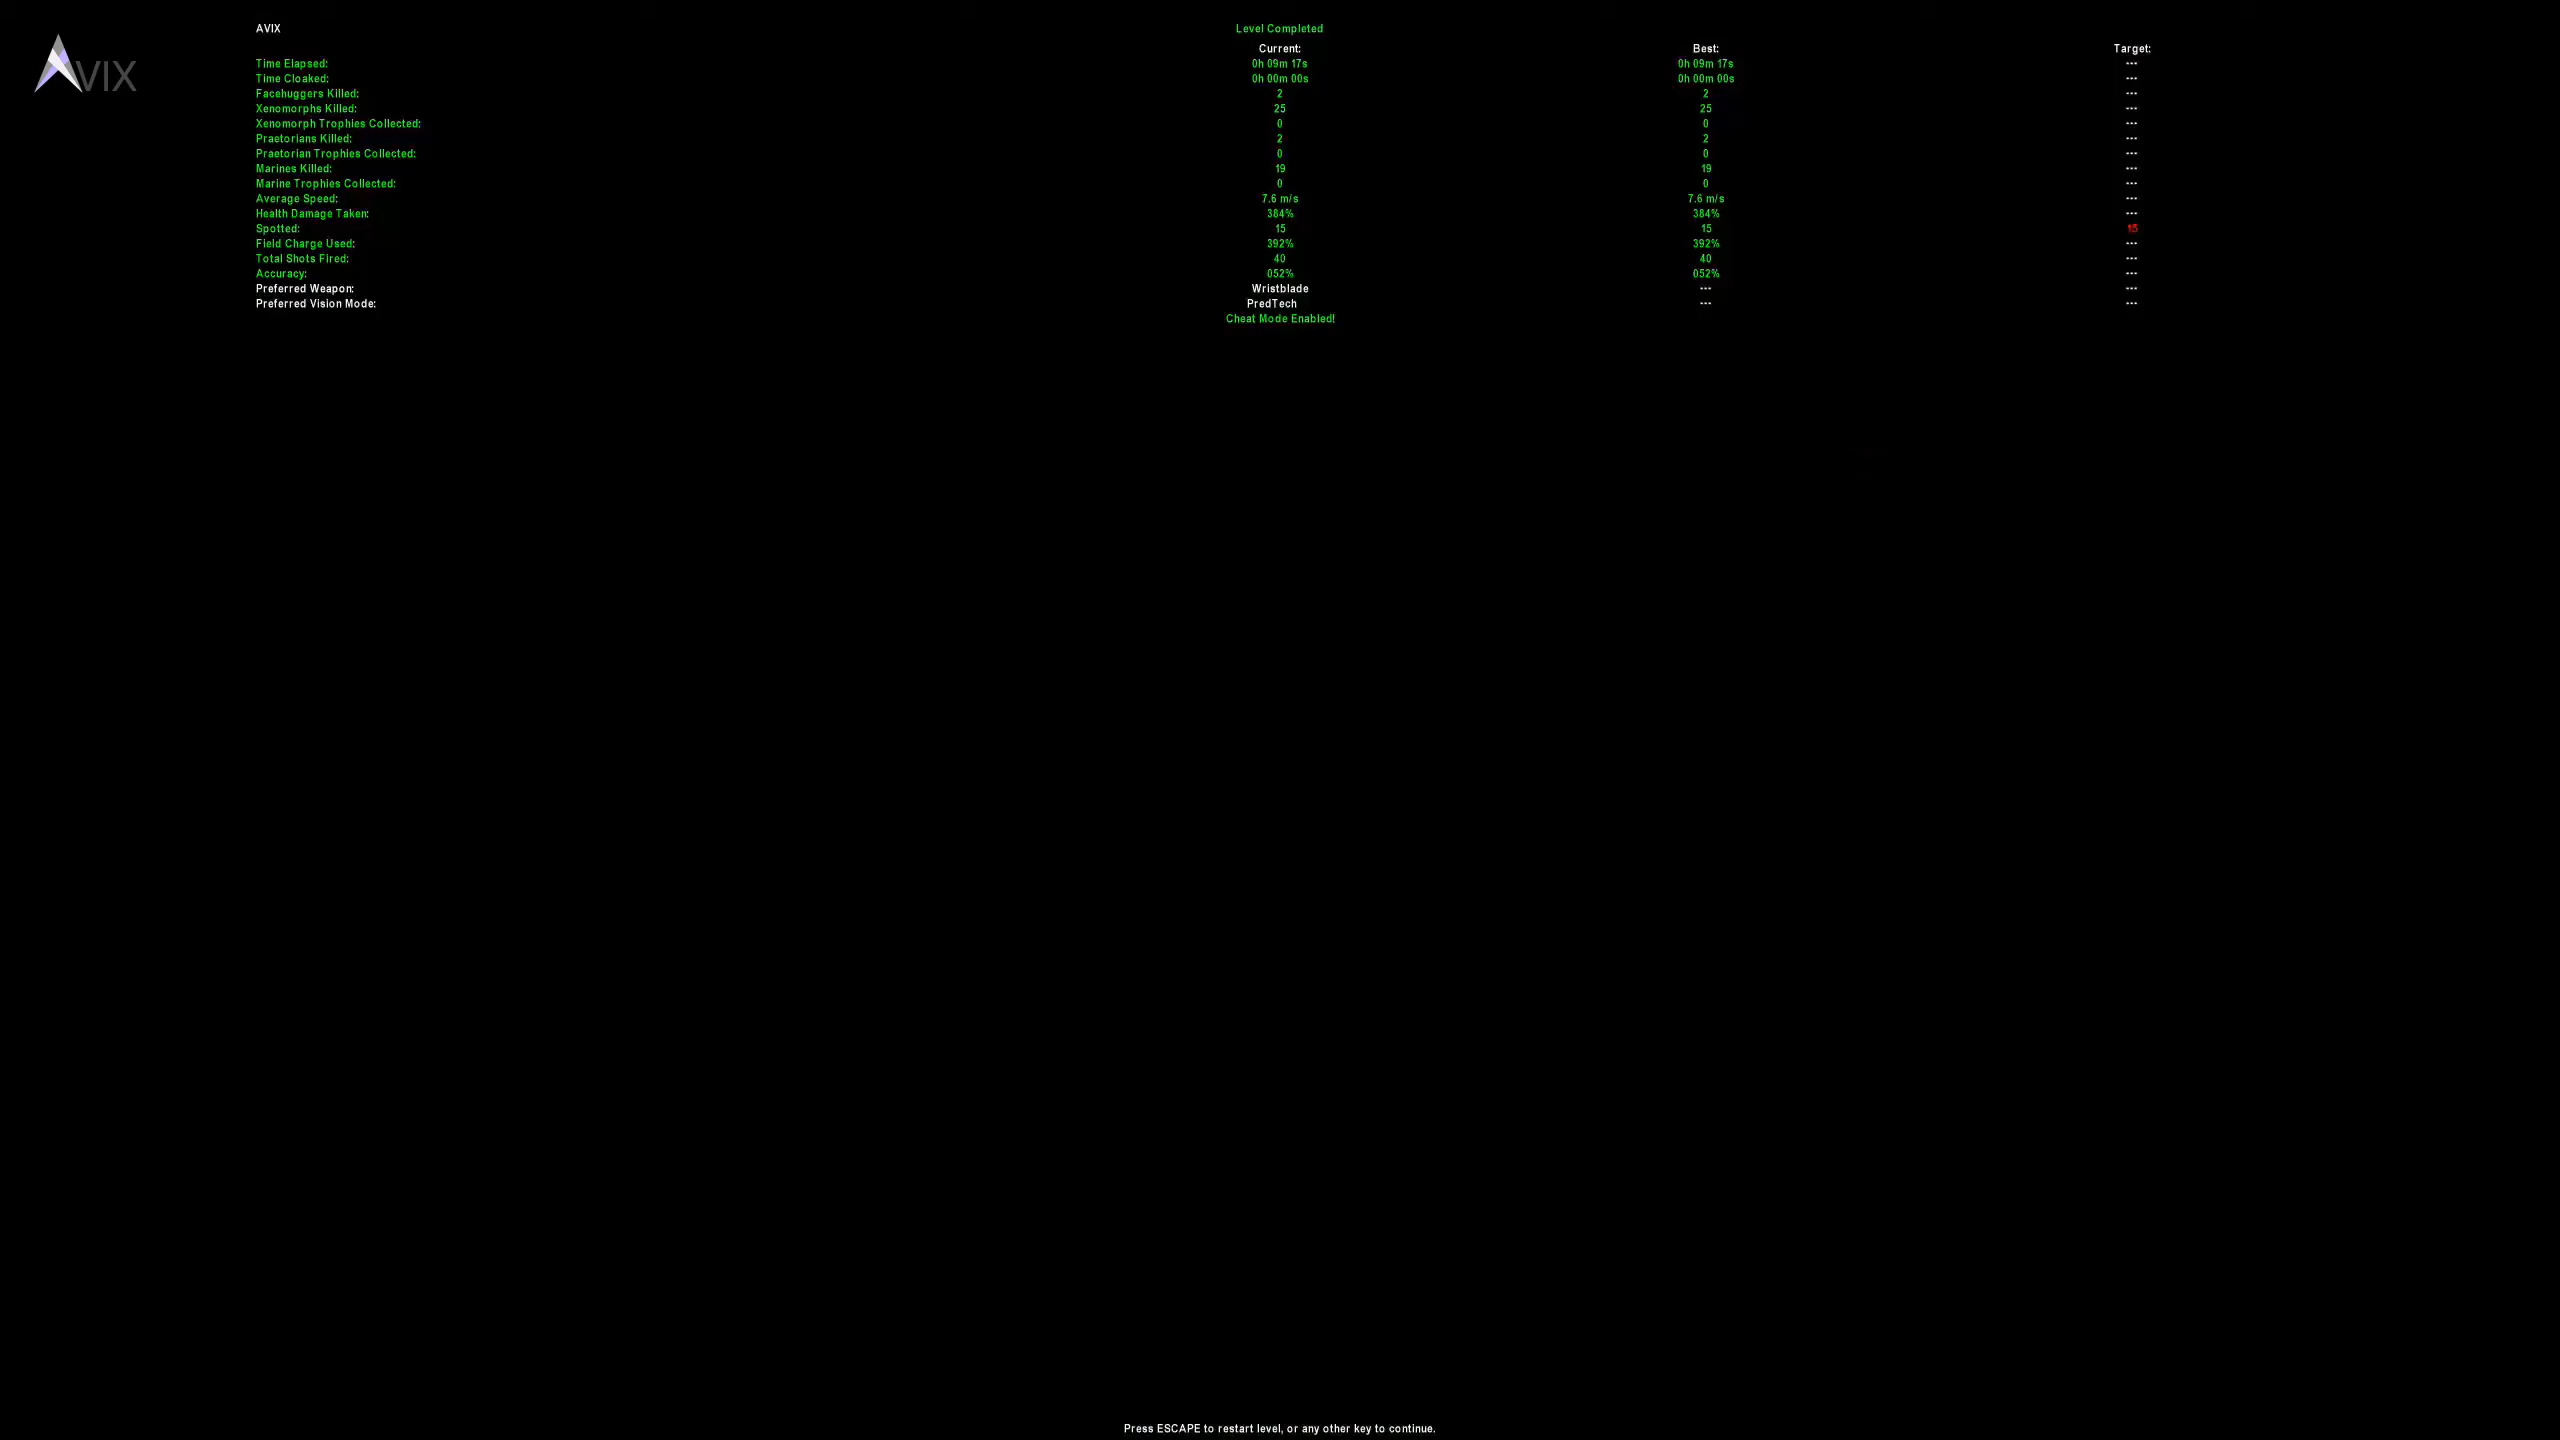 AVIX
AVIX Level Completed
Current: Best: Target:
Time Elapsed: 0h 09m 17s 0h 09m 17s ---
Time Cloaked: 0h 00m 00s 0h 00m 00s ---
Facehuggers Killed: 2 2 ---
Xenomorphs Killed: 25 25 ---
Xenomorph Trophies Collected: 0 0 ---
Praetorians Killed: 2 2 ---
Praetorian Trophies Collected: 0 0 ---
Marines Killed: 19 19 ---
Marine Trophies Collected: 0 0 ---
Average Speed: 7.6 m/s 7.6 m/s ---
Health Damage Taken: 384% 384% ---
Spotted: 15 15 15
Field Charge Used: 392% 392% ---
Total Shots Fired: 40 40 ---
Accuracy: 052% 052% ---
Preferred Weapon: Wristblade --- ---
Preferred Vision Mode: PredTech --- ---
Cheat Mode Enabled!
Press ESCAPE to restart level, or any other key to continue.